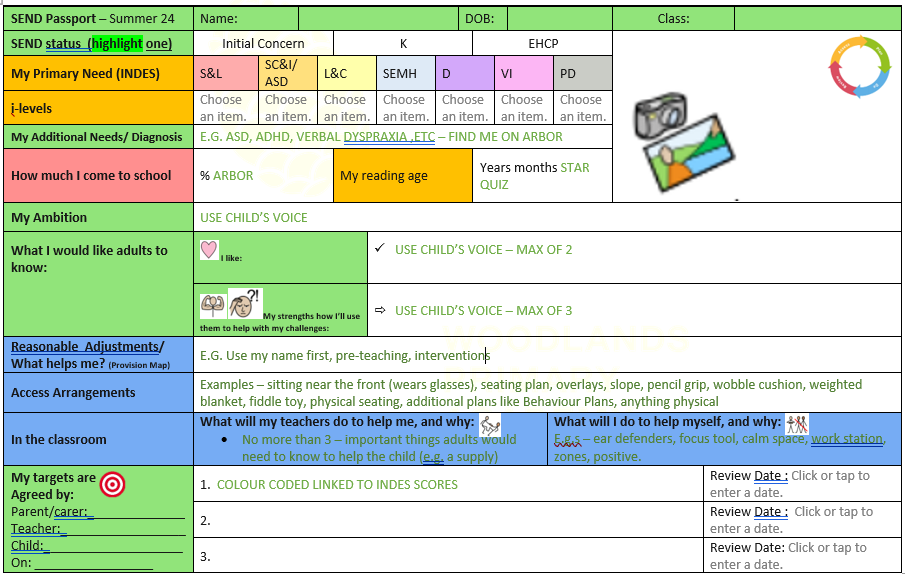 SEND Passport – Summer 24
Name:
DOB:
Class:
SEND status (highlight one)
Initial Concern
K
EHCP
My Primary Need (INDES)
S&L
SC&I/
ASD
L&C
SEMH
D
VI
PD
i-levels
Choose
an item.
Choose
an item.
Choose
an item.
Choose
an item.
Choose
an item.
Choose
an item.
Choose
an item.
My Additional Needs/ Diagnosis
E.G. ASD, ADHD, VERBAL DYSPRAXIA ,ETC – FIND ME ON ARBOR
How much I come to school
% ARBOR
My reading age
Years months STAR
QUIZ
My Ambition
USE CHILD'S VOICE
What I would like adults to
know:
I like:
✓ USE CHILD'S VOICE – MAX OF 2
?!
My strengths how I'll use
them to help with my challenges:
⇨ USE CHILD'S VOICE – MAX OF 3
WOODLANDS
Reasonable Adjustments/
What helps me? (Provision Map)
E.G. Use my name first, pre-teaching, interventions
Access Arrangements
Examples – sitting near the front (wears glasses), seating plan, overlays, slope, pencil grip, wobble cushion, weighted
blanket, fiddle toy, physical seating, additional plans like Behaviour Plans, anything physical
In the classroom
What will my teachers do to help me, and why:
• No more than 3 – important things adults would
need to know to help the child (e.g. a supply)
What will I do to help myself, and why:
E.g.s – ear defenders, focus tool, calm space, work station,
zones, positive.
My targets are
Agreed by:
Parent/carer:_
Teacher:_
Child:_
On:
1. COLOUR CODED LINKED TO INDES SCORES
Review Date : Click or tap to
enter a date.
2.
Review Date : Click or tap to
enter a date.
3.
Review Date: Click or tap to
enter a date.